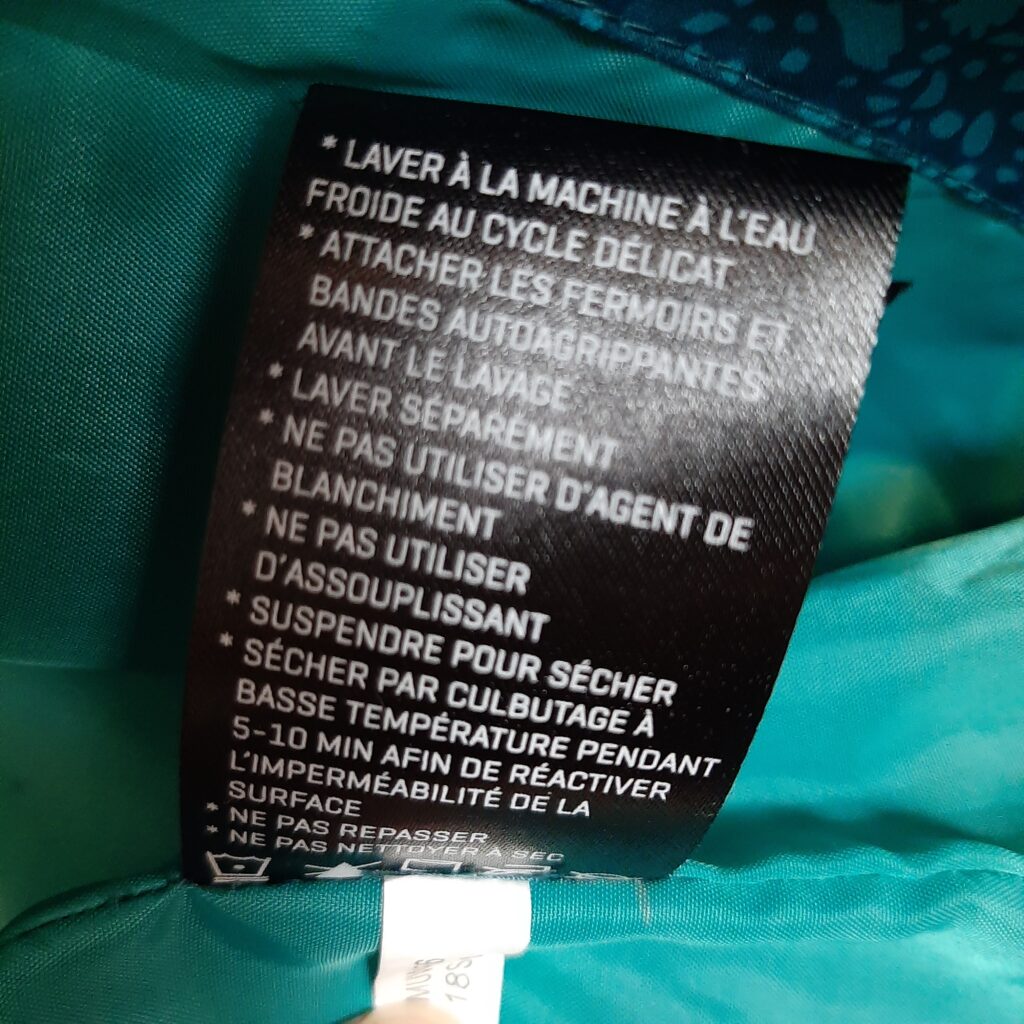 * LAVER À LA MACHINE À L'EAU
FROIDE AU CYCLE DÉLICAT
* ATTACHER LES FERMOIRS ET
BANDES AUTOAGRIPPANTES
AVANT LE LAVAGE
* LAVER SÉPARÉMENT
* NE PAS UTILISER D'AGENT DE
BLANCHIMENT
* NE PAS UTILISER
D'ASSOUPLISSANT
* SUSPENDRE POUR SÉCHER
* SÉCHER PAR CULBUTAGE À
BASSE TEMPÉRATURE PENDANT
5-10 MIN AFIN DE RÉACTIVER
L'IMPERMÉABILITÉ DE LA
SURFACE
* NE PAS REPASSER
* NE PAS NETTOYER A SEC